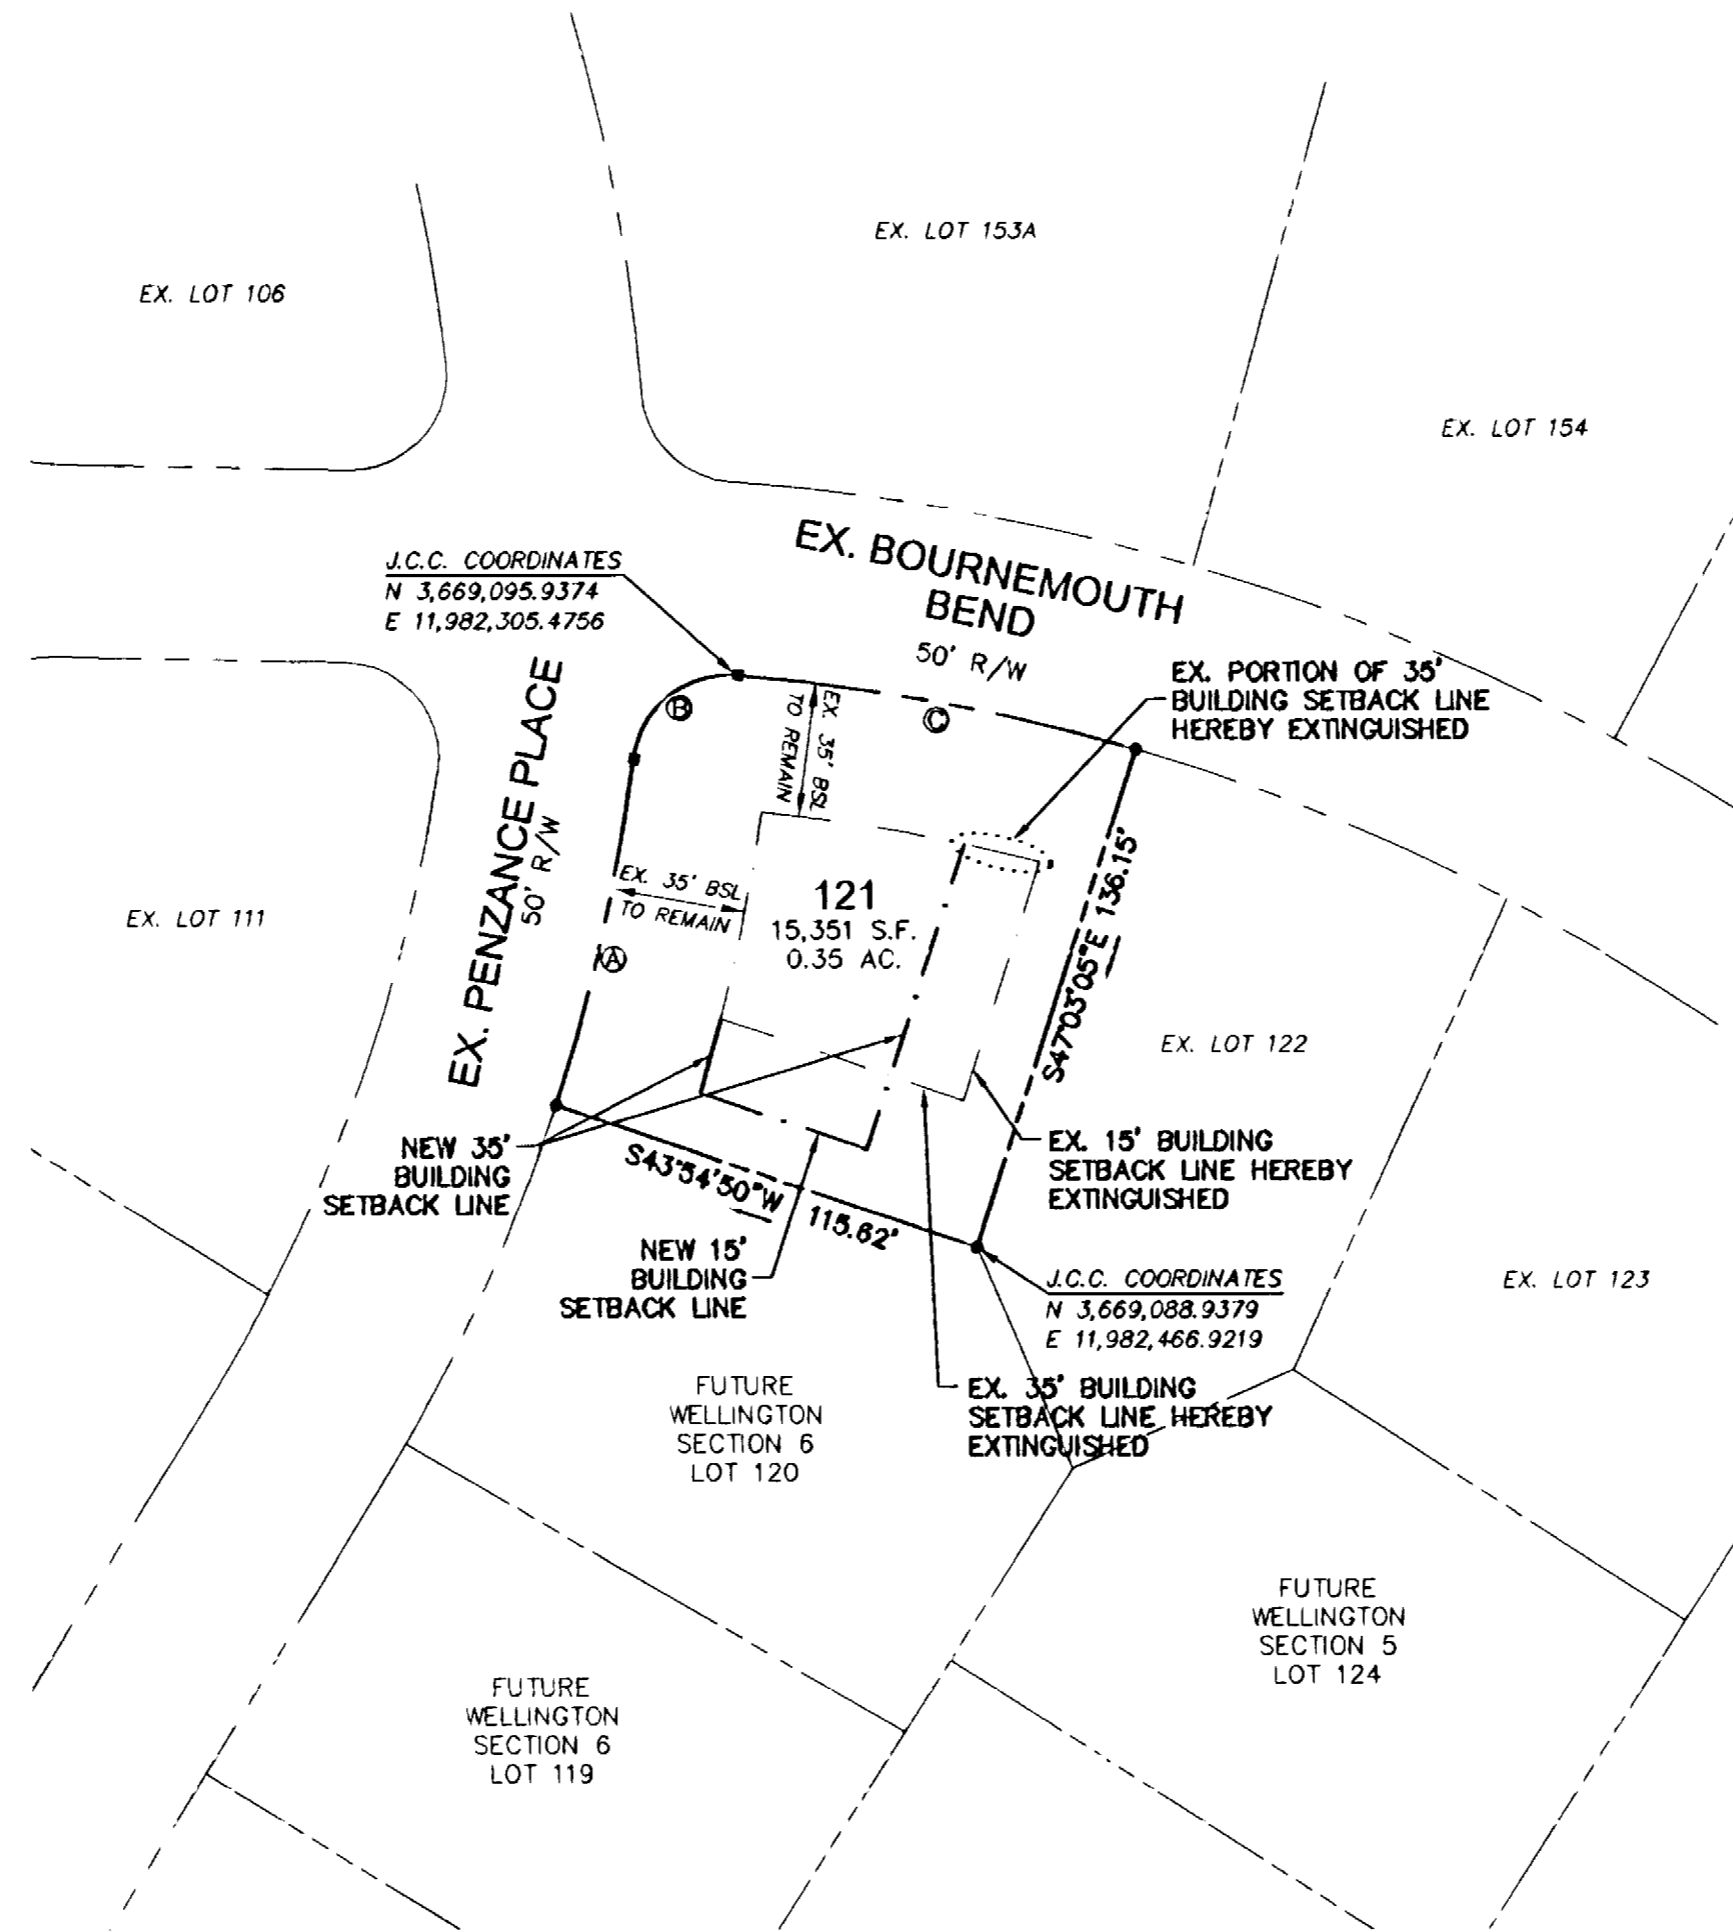 EX. LOT 153A
EX. LOT 106
EX. LOT 154
J.C.C. COORDINATES
N 3,669,095.9374
E 11,982,305.4756
EX. BOURNEMOUTH
BEND
50' R/W
EX. PORTION OF 35'
BUILDING SETBACK LINE
HEREBY EXTINGUISHED
B
C
EX. 35' BSL
TO REMAIN
EX. PENZANCE PLACE
50' R/W
EX. 35' BSL
TO REMAIN
121
15,351 S.F.
0.35 AC.
A
S47°03'05"E 136.15'
EX. LOT 111
EX. LOT 122
NEW 35'
BUILDING
SETBACK LINE
S43°54'50"W
115.62'
EX. 15' BUILDING
SETBACK LINE HEREBY
EXTINGUISHED
NEW 15'
BUILDING
SETBACK LINE
J.C.C. COORDINATES
N 3,669,088.9379
E 11,982,466.9219
EX. LOT 123
EX. 35' BUILDING
SETBACK LINE HEREBY
EXTINGUISHED
FUTURE
WELLINGTON
SECTION 6
LOT 120
FUTURE
WELLINGTON
SECTION 5
LOT 124
FUTURE
WELLINGTON
SECTION 6
LOT 119